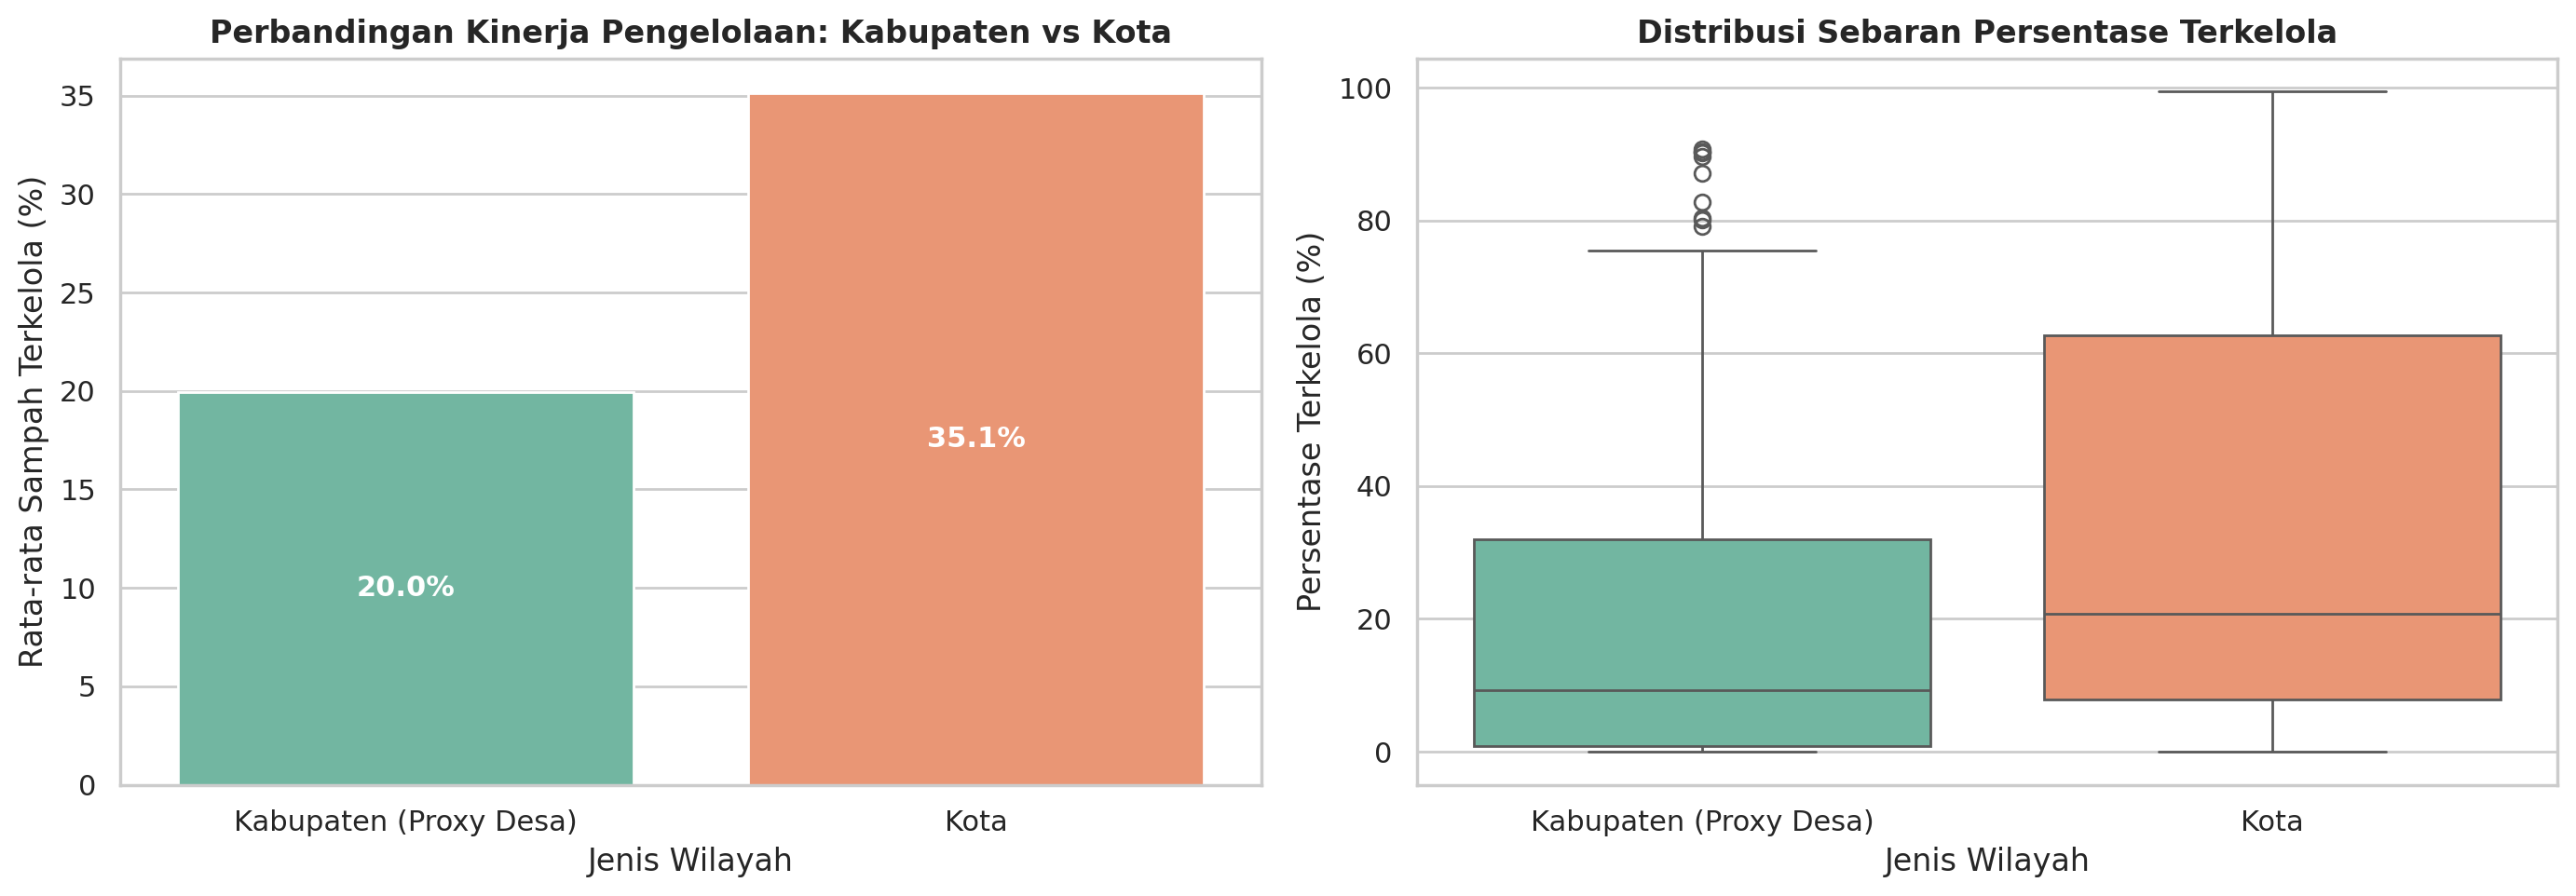 Perbandingan Kinerja Pengelolaan: Kabupaten vs Kota
Rata-rata Sampah Terkelola (%)
35
30
25
20
15
10
5
0
20.0%
35.1%
Kabupaten (Proxy Desa)
Kota
Jenis Wilayah
Distribusi Sebaran Persentase Terkelola
Persentase Terkelola (%)
100
80
60
40
20
0
Kabupaten (Proxy Desa)
Kota
Jenis Wilayah